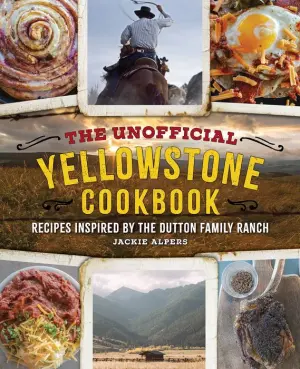 THE UNOFFICIAL
YELLOWSTONE
COOKBOOK
RECIPES INSPIRED BY THE DUTTON FAMILY RANCH
JACKIE ALPERS